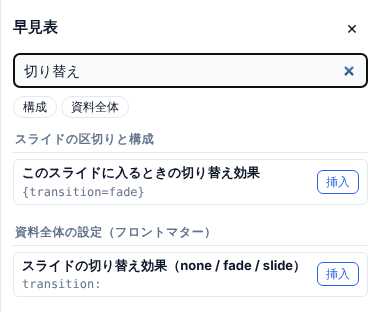 早見表
切り替え
構成 資料全体
スライドの区切りと構成
このスライドに入るときの切り替え効果
{transition=fade}
挿入
資料全体の設定（フロントマター）
スライドの切り替え効果（none / fade / slide）
transition:
挿入